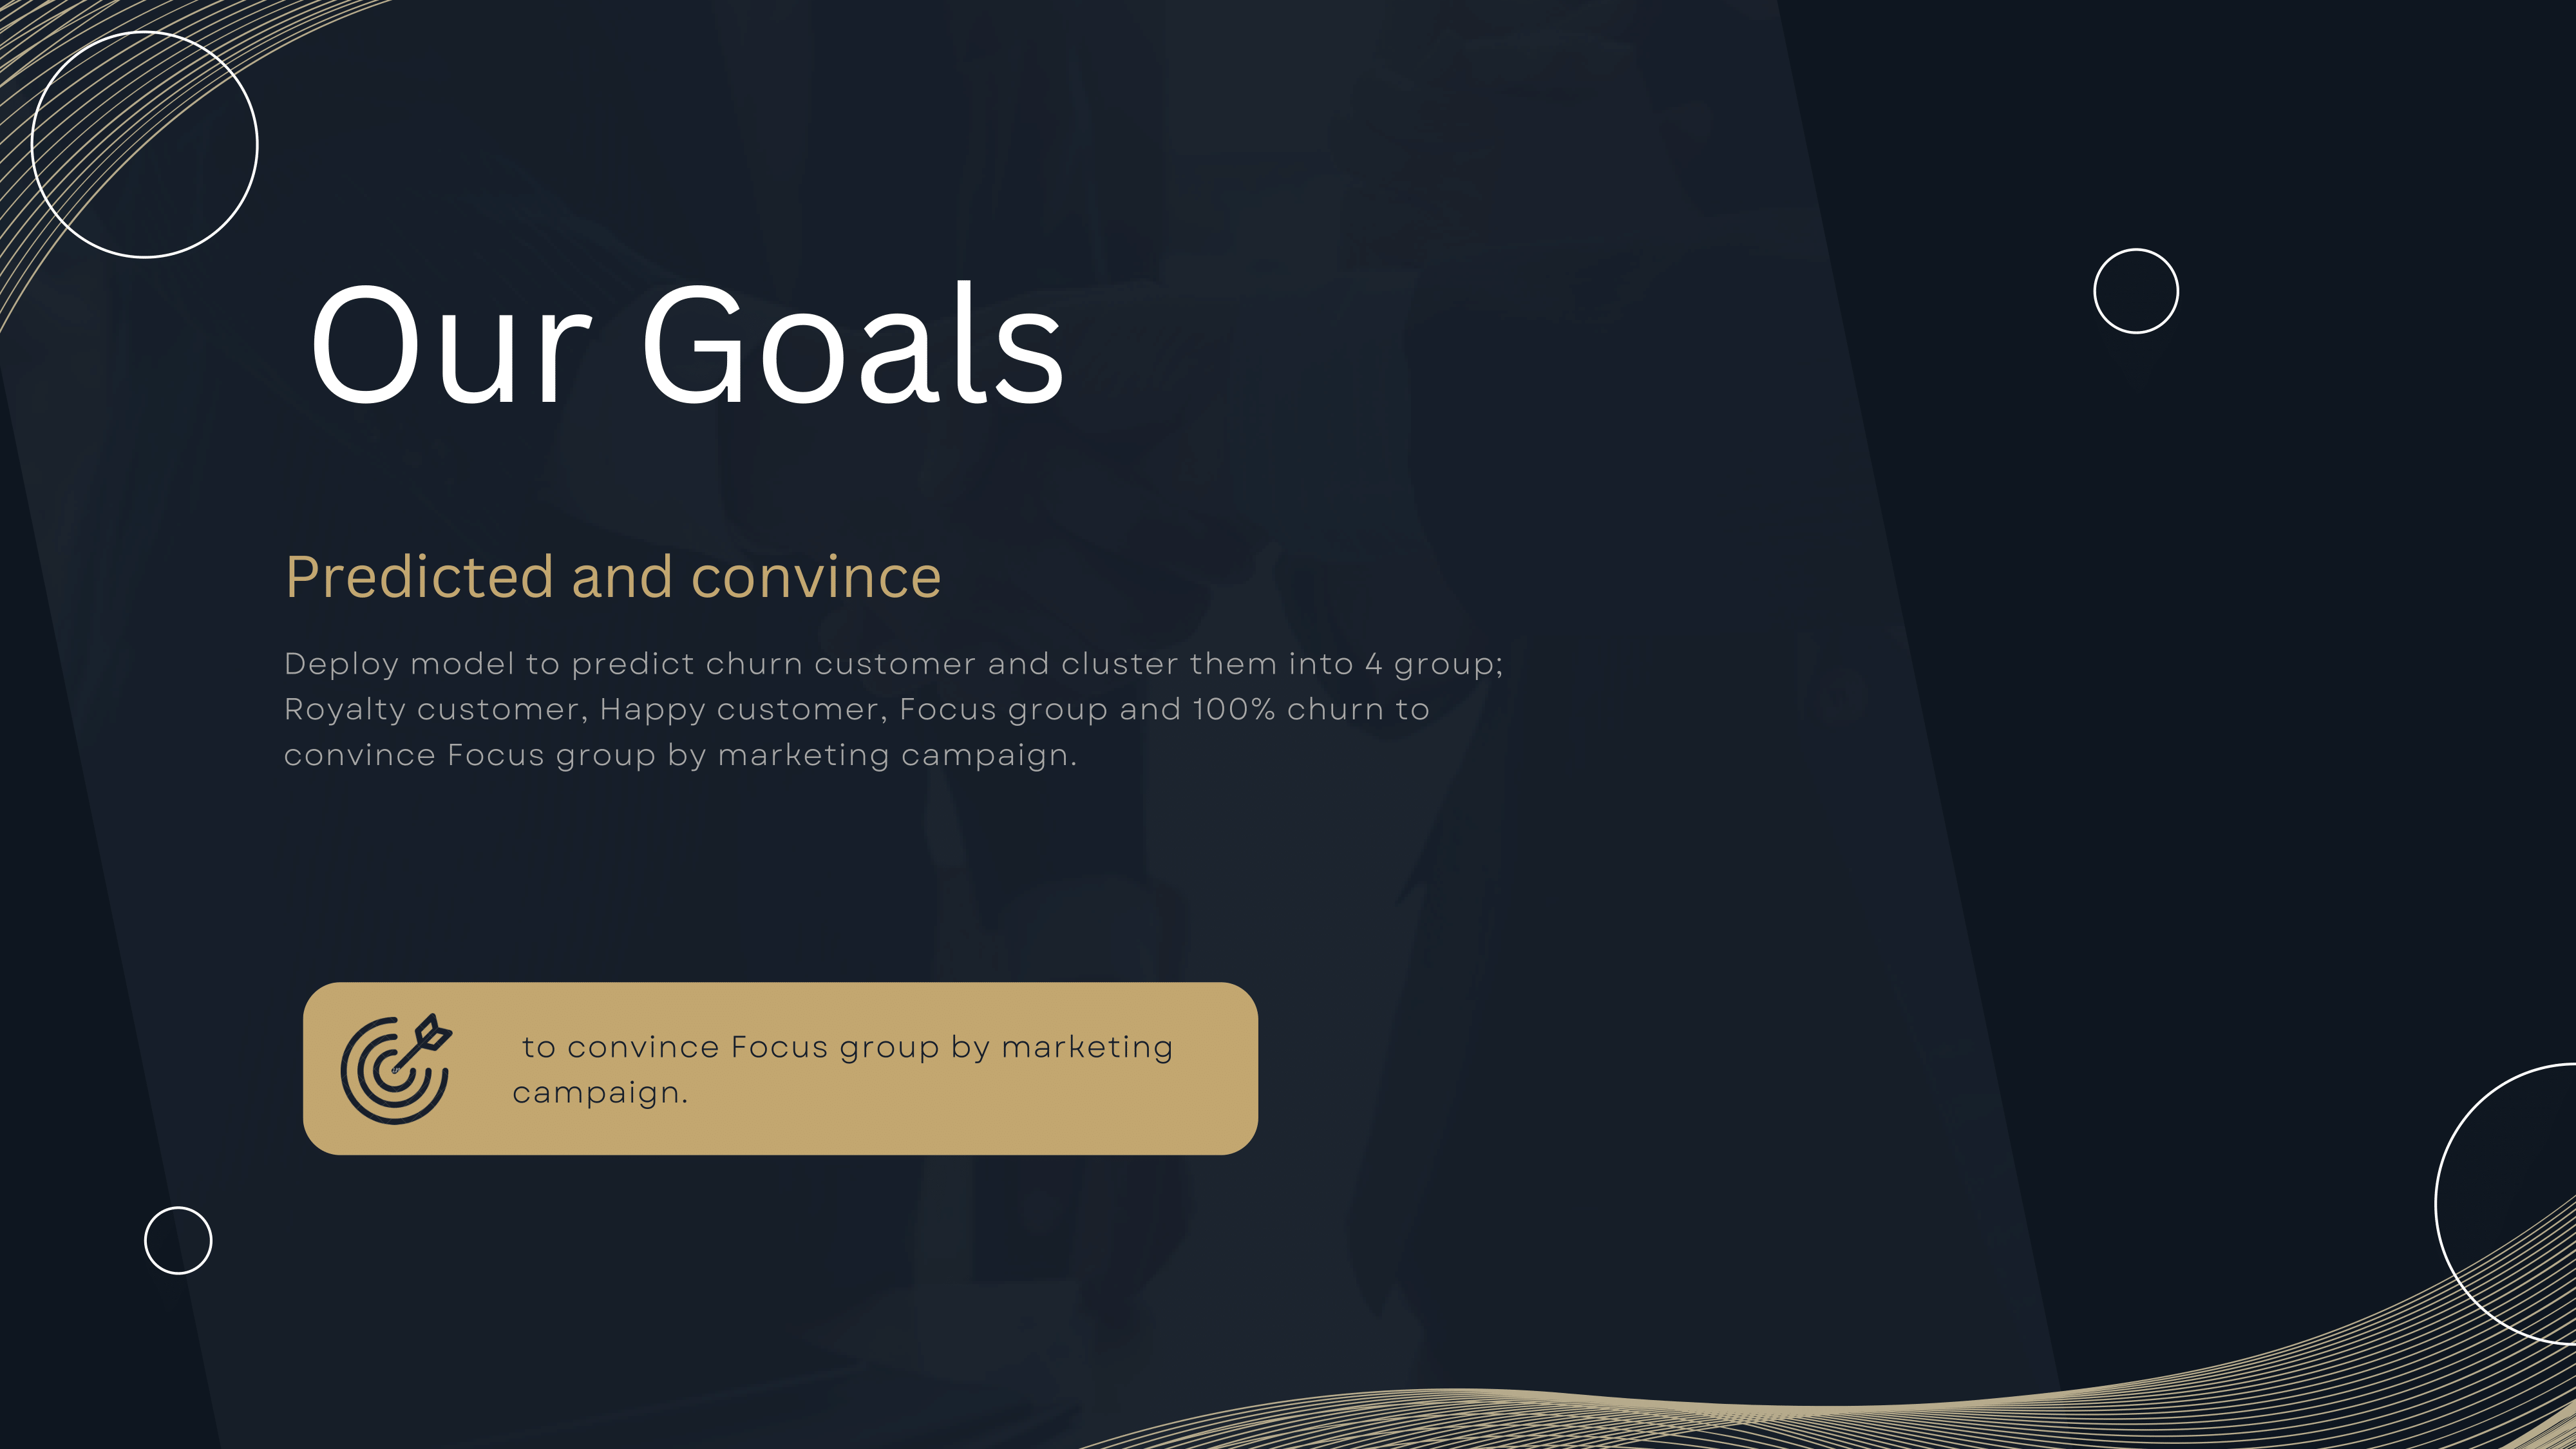 Our Goals
Predicted and convince
Deploy model to predict churn customer and cluster them into 4 group;
Royalty customer, Happy customer, Focus group and 100% churn to
convince Focus group by marketing campaign.
to convince Focus group by marketing
campaign.